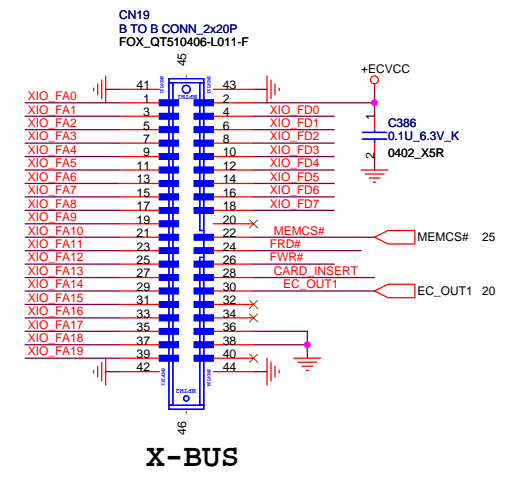 CN19
B TO B CONN_2x20P
FOX_QT510406-L011-F
45
+ECVCC
41 43
XIO_FA0 1 2
XIO_FA1 3 4 XIO_FD0
XIO_FA2 5 6 XIO_FD1
XIO_FA3 7 8 XIO_FD2
XIO_FA4 9 10 XIO_FD3
XIO_FA5 11 12 XIO_FD4
XIO_FA6 13 14 XIO_FD5
XIO_FA7 15 16 XIO_FD6
XIO_FA8 17 18 XIO_FD7
XIO_FA9 19 20
XIO_FA10 21 22 MEMCS# MEMCS# 25
XIO_FA11 23 24 FRD#
XIO_FA12 25 26 FWR#
XIO_FA13 27 28 CARD_INSERT
XIO_FA14 29 30 EC_OUT1 EC_OUT1 20
XIO_FA15 31 32
XIO_FA16 33 34
XIO_FA17 35 36
XIO_FA18 37 38
XIO_FA19 39 40
42 44
46
1
C386
0.1U_6.3V_K
2
0402_X5R
X-BUS